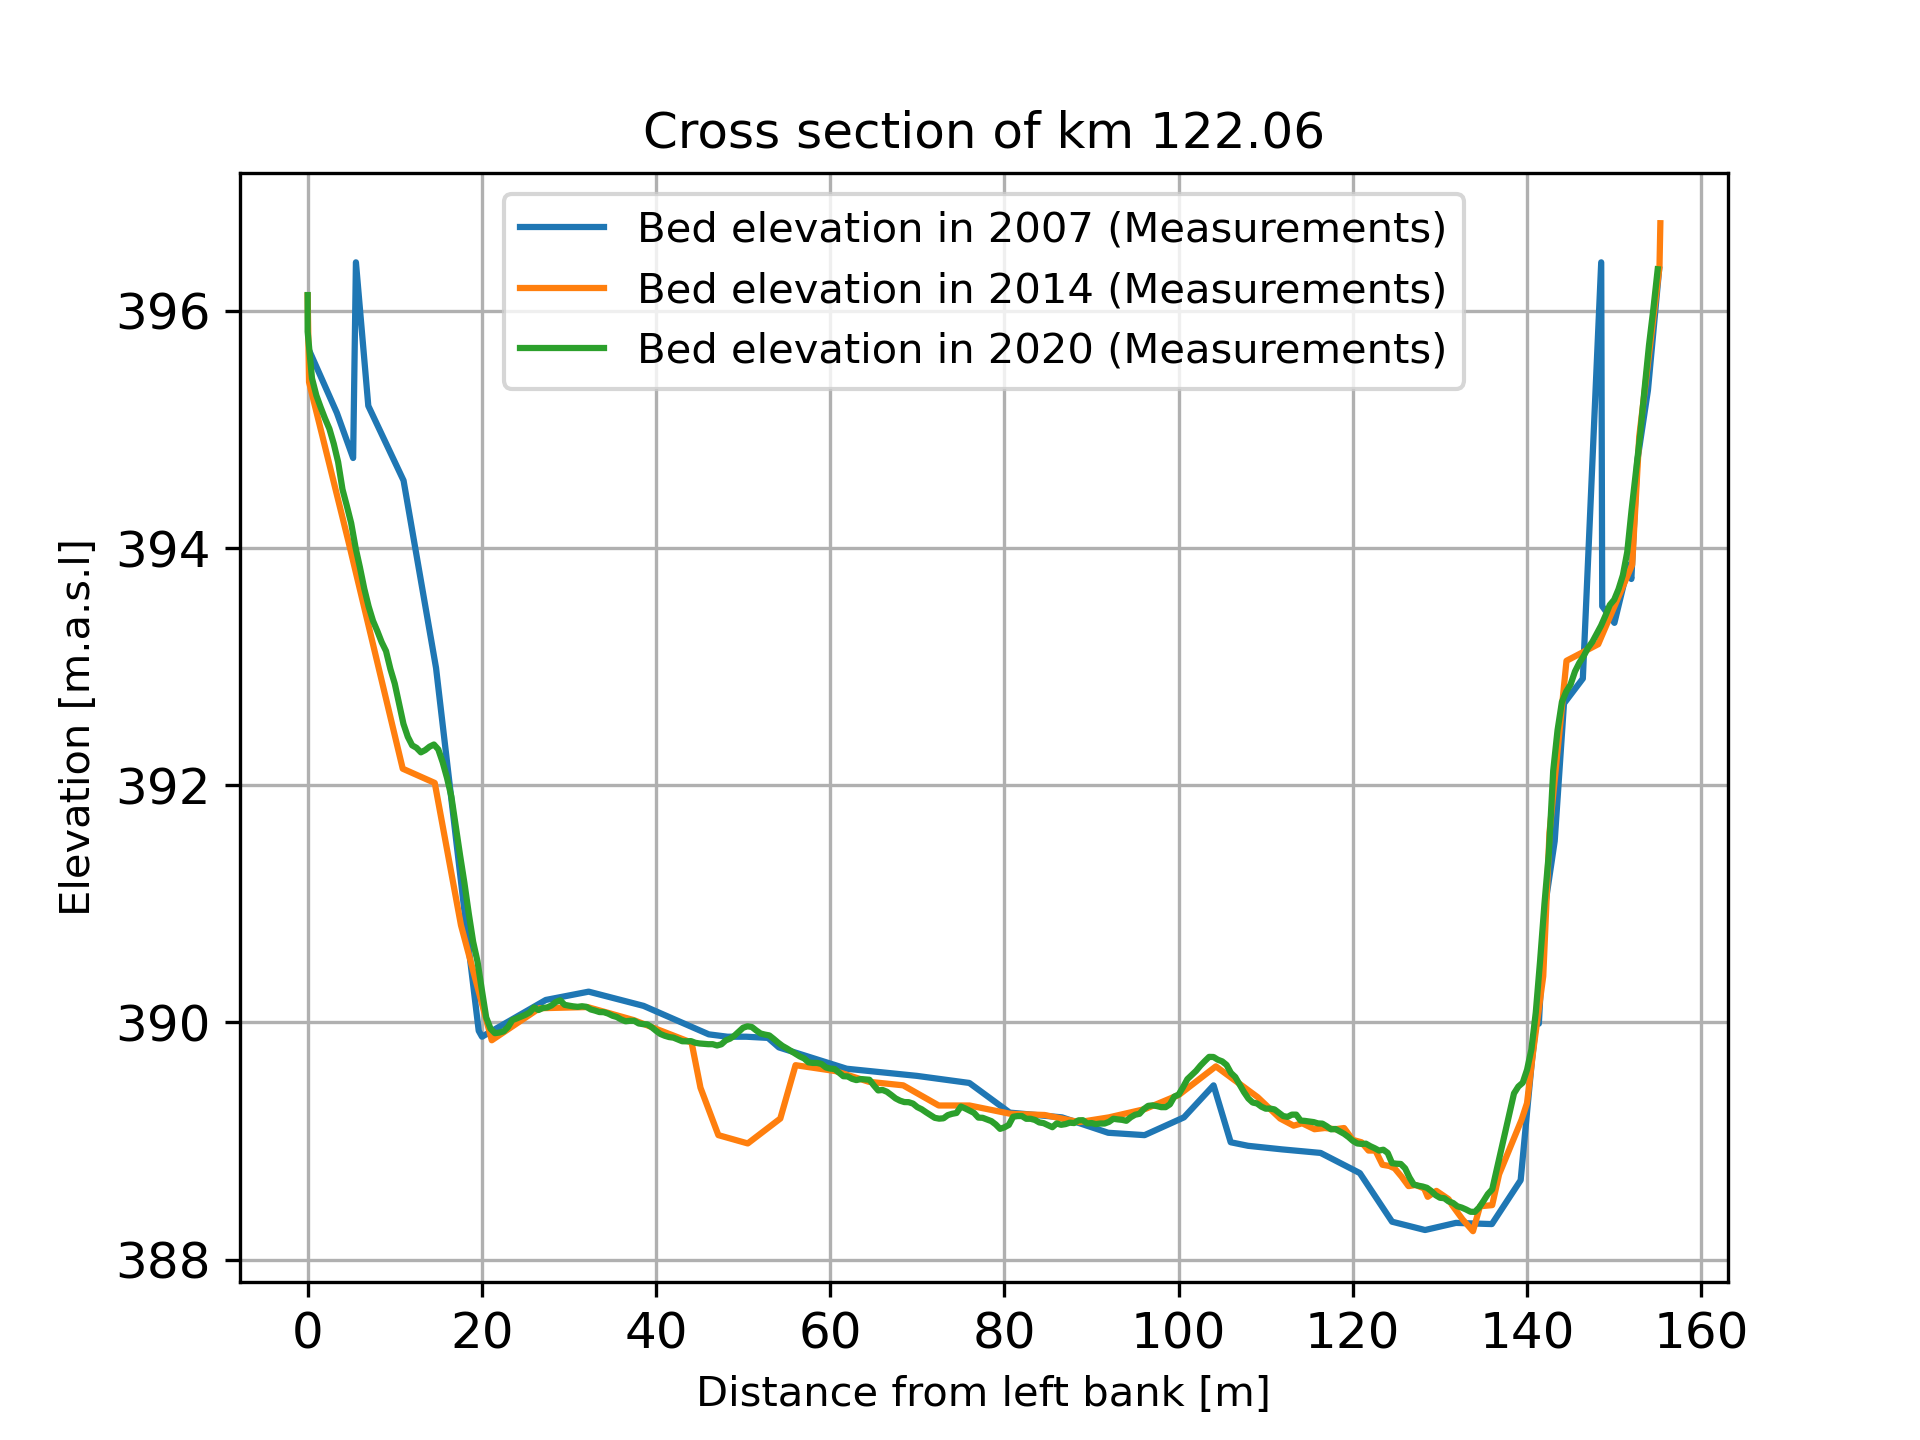 Cross section of km 122.06
Bed elevation in 2007 (Measurements)
Bed elevation in 2014 (Measurements)
Bed elevation in 2020 (Measurements)
396
394
392
390
388
Elevation [m.a.s.l]
0 20 40 60 80 100 120 140 160
Distance from left bank [m]